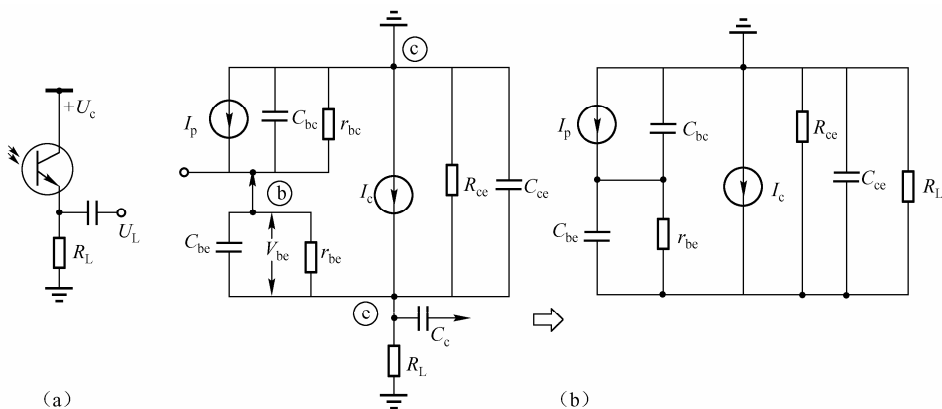 +Uc
UL
RL
(a)
c
Ip
Cbc
rbc
b
Cbe
Vbe
rbe
Ic
Rce
Cce
c
Cc
RL
Ip
Cbc
Cbe
rbe
Ic
Rce
Cce
RL
(b)